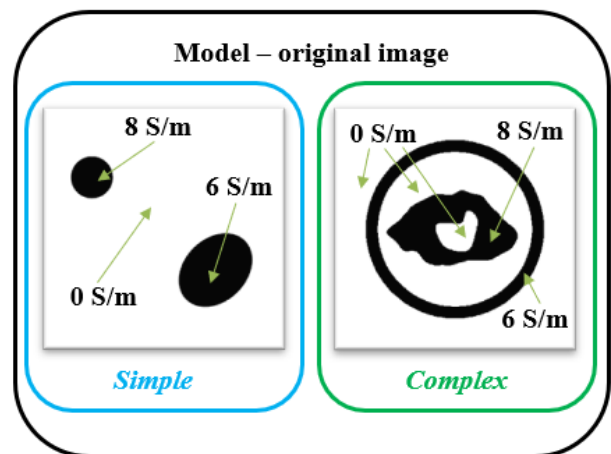 Model – original image
8 S/m
6 S/m
0 S/m
Simple
0 S/m
8 S/m
6 S/m
Complex